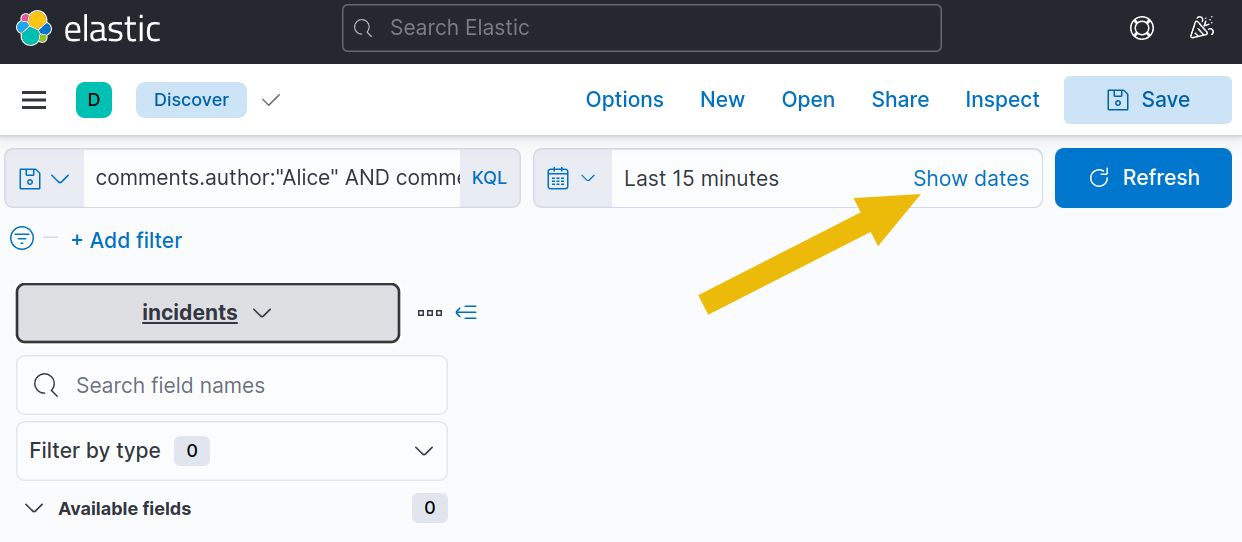 elastic
Search Elastic
D
Discover
Options
New
Open
Share
Inspect
Save
comments.author:"Alice" AND comme
KQL
Last 15 minutes
Show dates
Refresh
+ Add filter
incidents
Search field names
Filter by type 0
Available fields 0